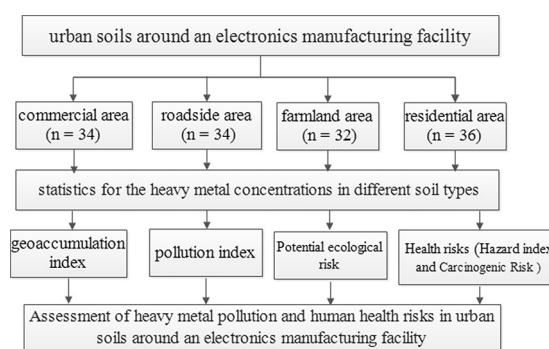 urban soils around an electronics manufacturing facility
commercial area
(n = 34)
roadside area
(n = 34)
farmland area
(n = 32)
residential area
(n = 36)
statistics for the heavy metal concentrations in different soil types
geoaccumulation
index
pollution index
Potential ecological
risk
Health risks (Hazard index
and Carcinogenic Risk )
Assessment of heavy metal pollution and human health risks in urban
soils around an electronics manufacturing facility